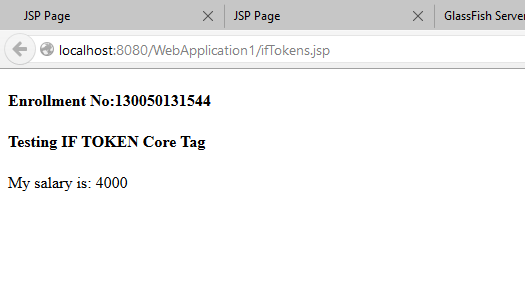 JSP Page
JSP Page
GlassFish Server
localhost:8080/WebApplication1/ifTokens.jsp
Enrollment No:130050131544
Testing IF TOKEN Core Tag
My salary is: 4000